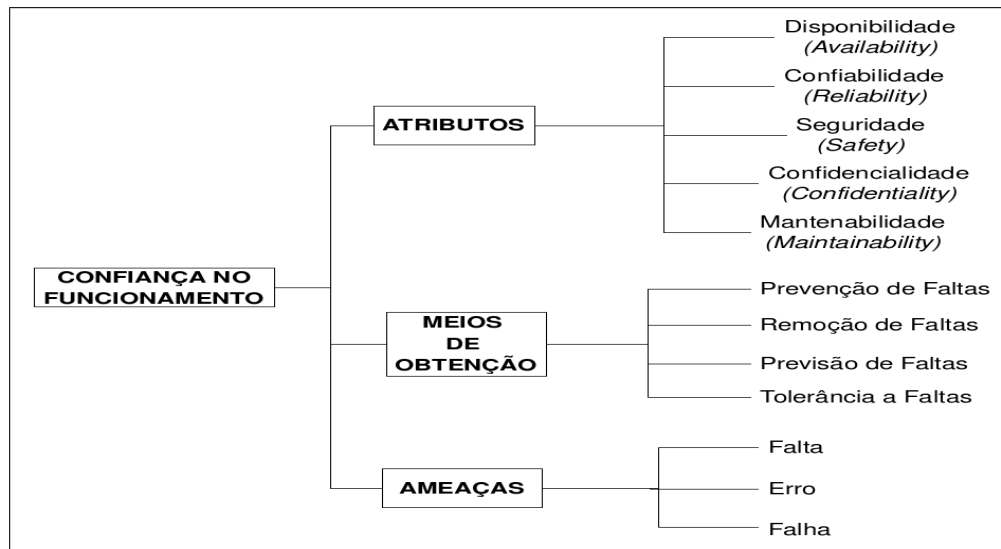 Disponibilidade
(Availability)
Confiabilidade
(Reliability)
ATRIBUTOS
Seguridade
(Safety)
Confidencialidade
(Confidentiality)
Mantenabilidade
(Maintainability)
CONFIANÇA NO
FUNCIONAMENTO
MEIOS
DE
OBTENÇÃO
Prevenção de Faltas
Remoção de Faltas
Previsão de Faltas
Tolerância a Faltas
AMEAÇAS
Falta
Erro
Falha